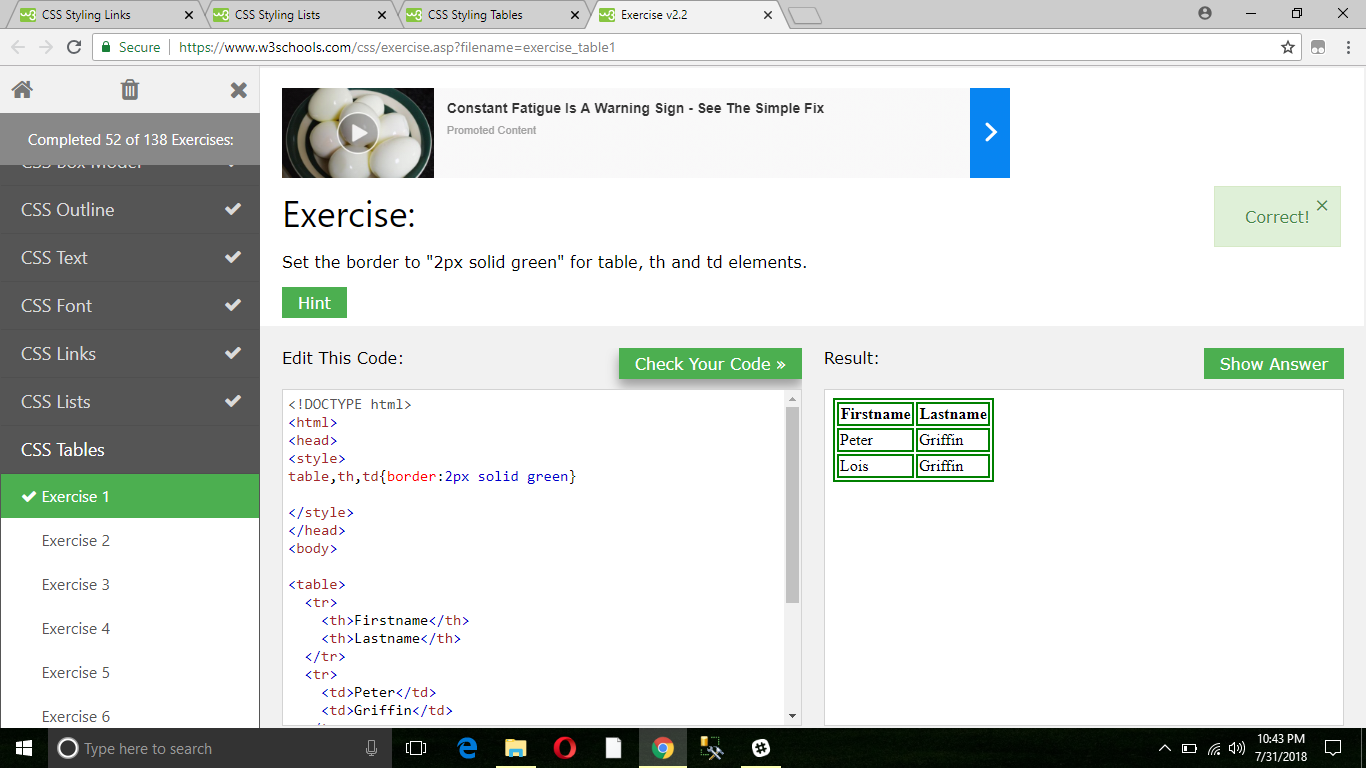 CSS Styling Links
CSS Styling Lists
CSS Styling Tables
Exercise v2.2
Secure
https://www.w3schools.com/css/exercise.asp?filename=exercise_table1
Completed 52 of 138 Exercises:
CSS Box Model
CSS Outline
CSS Text
CSS Font
CSS Links
CSS Lists
CSS Tables
Exercise 1
Exercise 2
Exercise 3
Exercise 4
Exercise 5
Exercise 6
Constant Fatigue Is A Warning Sign - See The Simple Fix
Promoted Content
Exercise:
Correct!
Set the border to "2px solid green" for table, th and td elements.
Hint
Edit This Code:
Check Your Code »
<!DOCTYPE html>
<html>
<head>
<style>
table,th,td{border:2px solid green}
</style>
</head>
<body>
<table>
<tr>
<th>Firstname</th>
<th>Lastname</th>
</tr>
<tr>
<td>Peter</td>
<td>Griffin</td>
Result:
Show Answer
Firstname Lastname
Peter Griffin
Lois Griffin
Type here to search
10:43 PM
7/31/2018